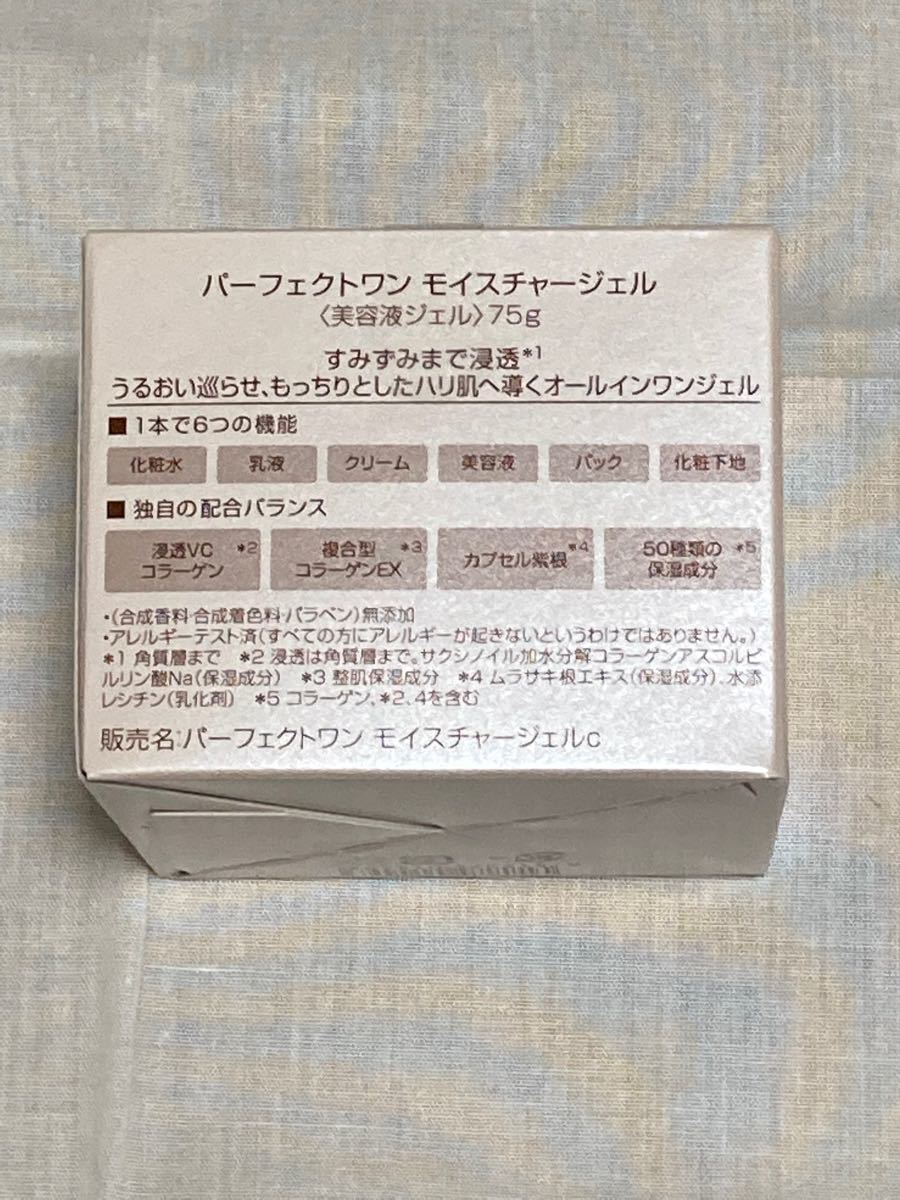 パーフェクトワン モイスチャージェル
〈美容液ジェル〉75g
すみずみまで浸透*1
うるおい巡らせ、もっちりとしたハリ肌へ導くオールインワンジェル
■ 1本で6つの機能
化粧水 乳液 クリーム 美容液 パック 化粧下地
■ 独自の配合バランス
浸透VC コラーゲン*2 複合型 コラーゲンEX*3 カプセル紫根*4 50種類の 保湿成分*5
・(合成香料・合成着色料・パラベン)無添加
・アレルギーテスト済(すべての方にアレルギーが起きないというわけではありません。)
*1 角質層まで *2 浸透は角質層まで。サクシノイル加水分解コラーゲンアスコルビ
ルリン酸Na(保湿成分) *3 整肌保湿成分 *4 ムラサキ根エキス(保湿成分)、水添
レシチン(乳化剤) *5 コラーゲン、*2、4を含む
販売名:パーフェクトワン モイスチャージェルc